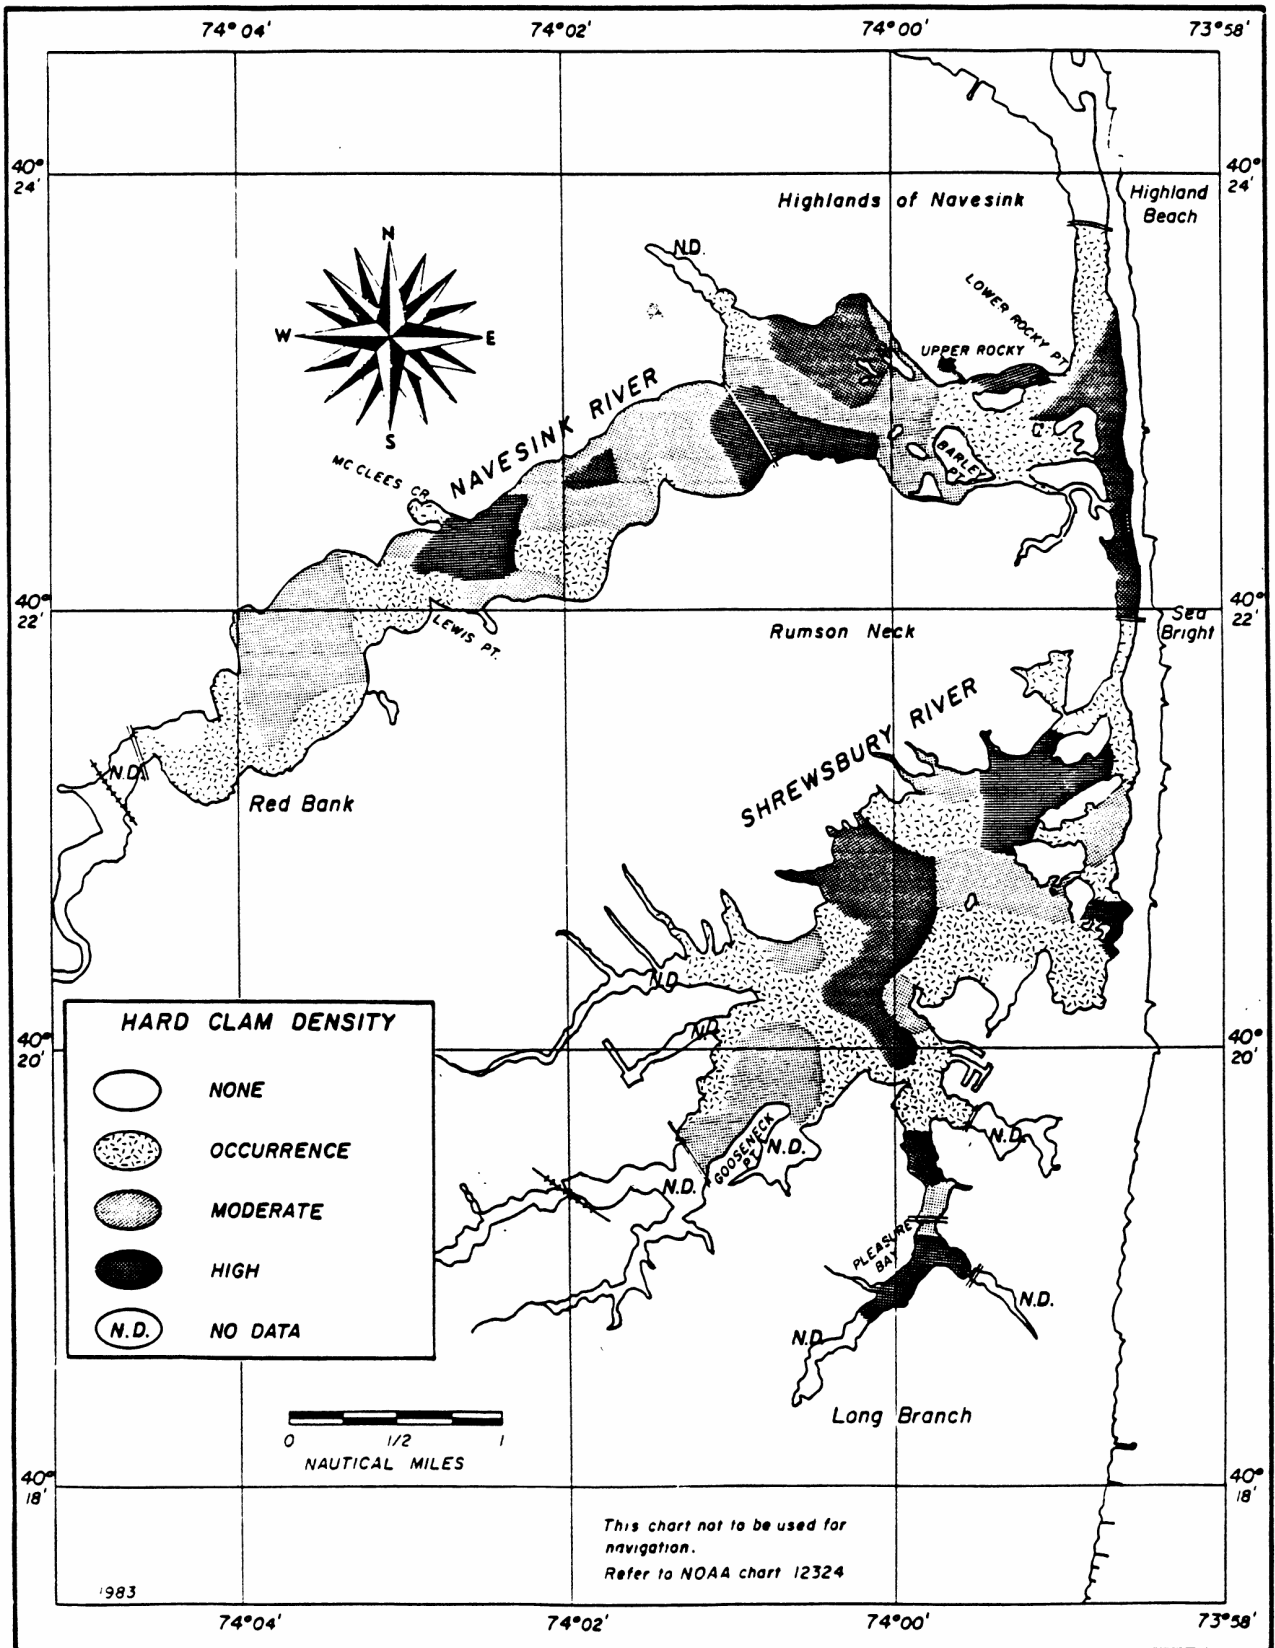 74°04' 74°02' 74°00' 73°58'
40°
24'
40°
24'
Highlands of Navesink
Highland
Beach
N.D.
N
W E
S
LOWER ROCKY PT.
UPPER ROCKY
NAVESINK RIVER
MC CLEES CR.
BARLEY
PT.
40°
22'
40°
22'
LEWIS PT.
Rumson Neck
Sea
Bright
SHREWSBURY RIVER
N.D.
Red Bank
N.D.
N.D.
40°
20'
40°
20'
HARD CLAM DENSITY
NONE
OCCURRENCE
MODERATE
HIGH
N.D. NO DATA
GOOSENECK
PT.
N.D.
N.D.
N.D.
PLEASURE
BAY
N.D.
N.D.
Long Branch
0 1/2 1
NAUTICAL MILES
40°
18'
40°
18'
This chart not to be used for
navigation.
Refer to NOAA chart 12324
1983
74°04' 74°02' 74°00' 73°58'